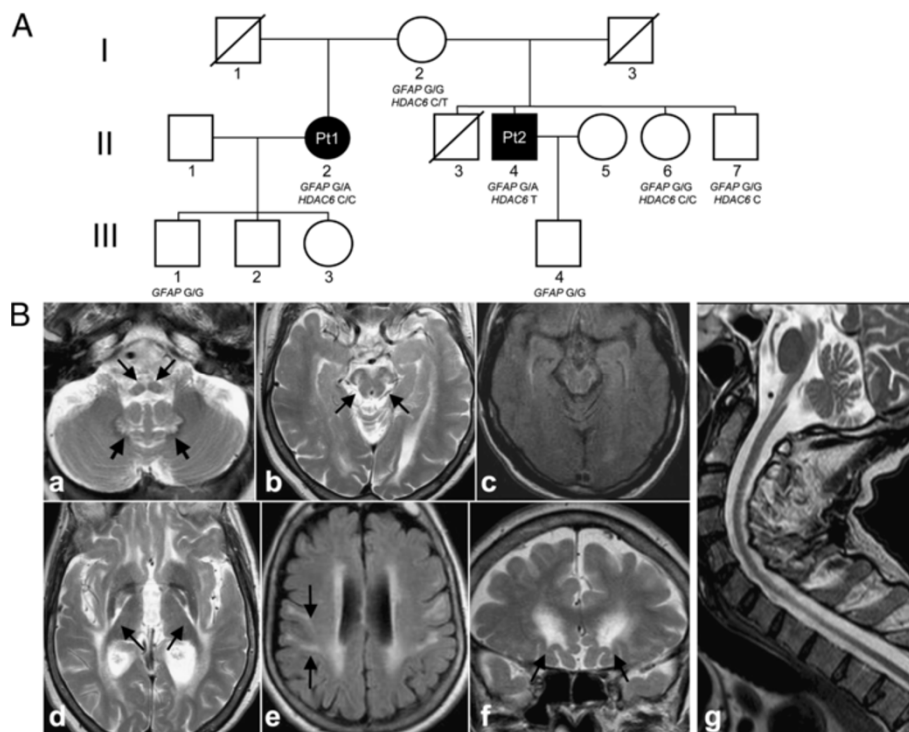 A
I
1
2
3
GFAP G/G
HDAC6 C/T
II
Pt1
Pt2
1
2
3
4
5
6
7
GFAP G/A
HDAC6 C/C
GFAP G/A
HDAC6 T
GFAP G/G
HDAC6 C/C
GFAP G/G
HDAC6 C
III
1
2
3
4
GFAP G/G
GFAP G/G
B
a
b
c
d
e
f
g